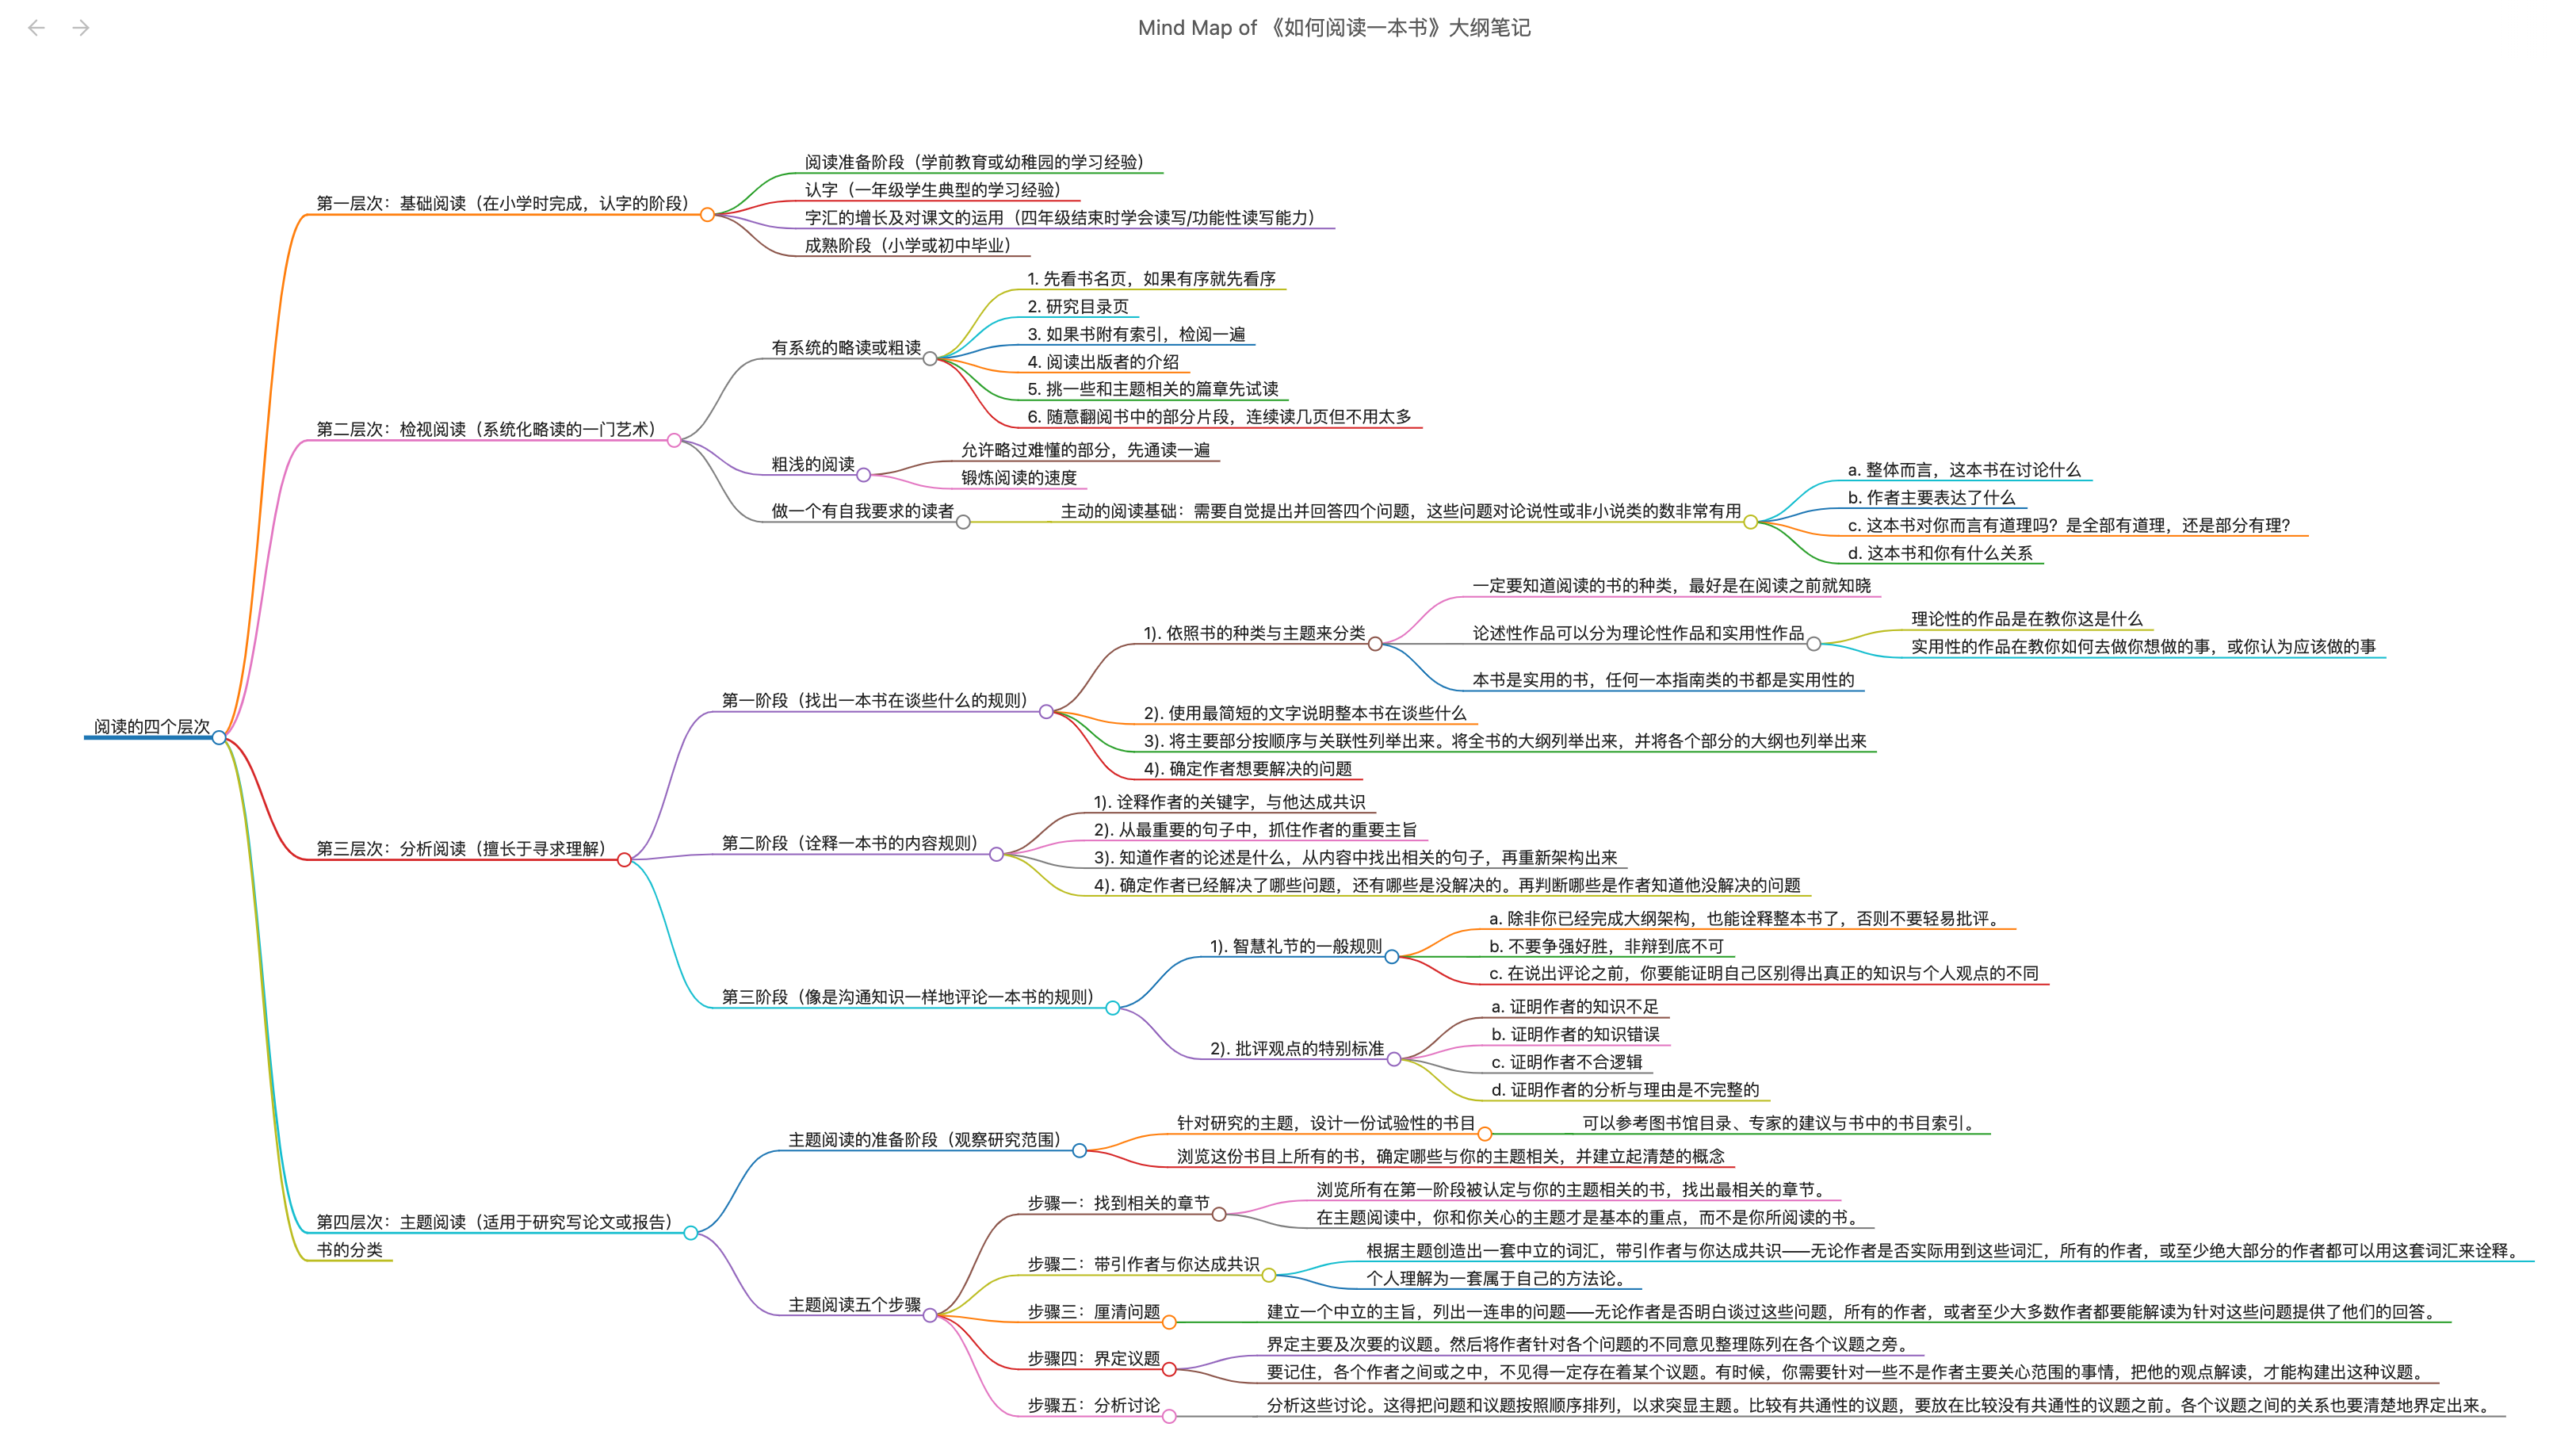 Mind Map of 《如何阅读一本书》大纲笔记
阅读的四个层次
第一层次：基础阅读（在小学时完成，认字的阶段）
阅读准备阶段（学前教育或幼稚园的学习经验）
认字（一年级学生典型的学习经验）
字汇的增长及对课文的运用（四年级结束时学会读写/功能性读写能力）
成熟阶段（小学或初中毕业）
第二层次：检视阅读（系统化略读的一门艺术）
有系统的略读或粗读
1. 先看书名页，如果有序就先看序
2. 研究目录页
3. 如果书附有索引，检阅一遍
4. 阅读出版者的介绍
5. 挑一些和主题相关的篇章先试读
6. 随意翻阅书中的部分片段，连续读几页但不用太多
粗浅的阅读
允许略过难懂的部分，先通读一遍
锻炼阅读的速度
做一个有自我要求的读者
主动的阅读基础：需要自觉提出并回答四个问题，这些问题对论说性或非小说类的数非常有用
a. 整体而言，这本书在讨论什么
b. 作者主要表达了什么
c. 这本书对你而言有道理吗？是全部有道理，还是部分有理？
d. 这本书和你有什么关系
第三层次：分析阅读（擅长于寻求理解）
第一阶段（找出一本书在谈些什么的规则）
1). 依照书的种类与主题来分类
一定要知道阅读的书的种类，最好是在阅读之前就知晓
论述性作品可以分为理论性作品和实用性作品
理论性的作品是在教你这是什么
实用性的作品在教你如何去做你想做的事，或你认为应该做的事
本书是实用的书，任何一本指南类的书都是实用性的
2). 使用最简短的文字说明整本书在谈些什么
3). 将主要部分按顺序与关联性列举出来。将全书的大纲列举出来，并将各个部分的大纲也列举出来
4). 确定作者想要解决的问题
第二阶段（诠释一本书的内容规则）
1). 诠释作者的关键字，与他达成共识
2). 从最重要的句子中，抓住作者的重要主旨
3). 知道作者的论述是什么，从内容中找出相关的句子，再重新架构出来
4). 确定作者已经解决了哪些问题，还有哪些是没解决的。再判断哪些是作者知道他没解决的问题
第三阶段（像是沟通知识一样地评论一本书的规则）
1). 智慧礼节的一般规则
a. 除非你已经完成大纲架构，也能诠释整本书了，否则不要轻易批评。
b. 不要争强好胜，非辩到底不可
c. 在说出评论之前，你要能证明自己区别得出真正的知识与个人观点的不同
2). 批评观点的特别标准
a. 证明作者的知识不足
b. 证明作者的知识错误
c. 证明作者不合逻辑
d. 证明作者的分析与理由是不完整的
第四层次：主题阅读（适用于研究写论文或报告）
主题阅读的准备阶段（观察研究范围）
针对研究的主题，设计一份试验性的书目
可以参考图书馆目录、专家的建议与书中的书目索引。
浏览这份书目上所有的书，确定哪些与你的主题相关，并建立起清楚的概念
主题阅读五个步骤
步骤一：找到相关的章节
浏览所有在第一阶段被认定与你的主题相关的书，找出最相关的章节。
在主题阅读中，你和你关心的主题才是基本的重点，而不是你所阅读的书。
步骤二：带引作者与你达成共识
根据主题创造出一套中立的词汇，带引作者与你达成共识——无论作者是否实际用到这些词汇，所有的作者，或至少绝大部分的作者都可以用这套词汇来诠释。
个人理解为一套属于自己的方法论。
步骤三：厘清问题
建立一个中立的主旨，列出一连串的问题——无论作者是否明白谈过这些问题，所有的作者，或者至少大多数作者都要能解读为针对这些问题提供了他们的回答。
步骤四：界定议题
界定主要及次要的议题。然后将作者针对各个问题的不同意见整理陈列在各个议题之旁。
要记住，各个作者之间或之中，不见得一定存在着某个议题。有时候，你需要针对一些不是作者主要关心范围的事情，把他的观点解读，才能构建出这种议题。
步骤五：分析讨论
分析这些讨论。这得把问题和议题按照顺序排列，以求突显主题。比较有共通性的议题，要放在比较没有共通性的议题之前。各个议题之间的关系也要清楚地界定出来。
书的分类